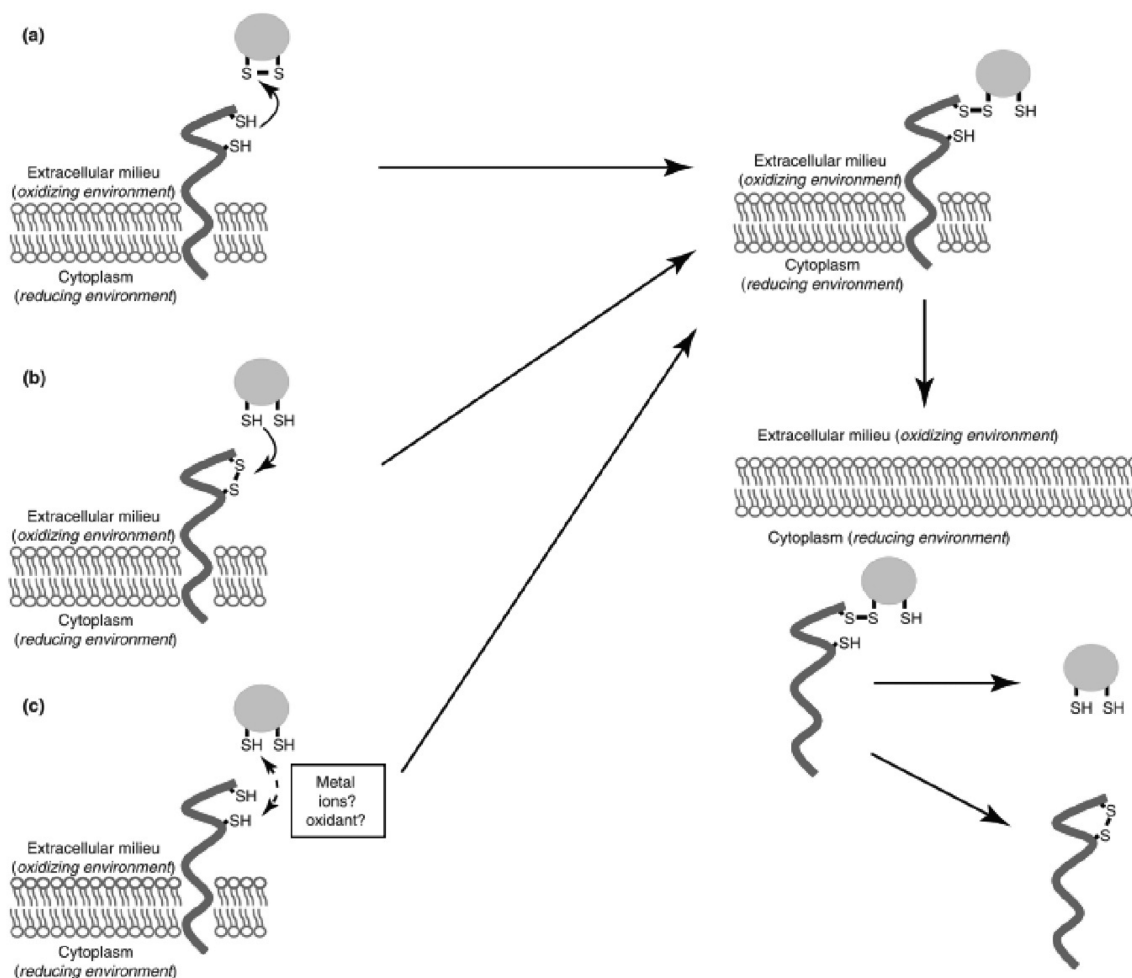 (a)
S S
SH
SH
Extracellular milieu
(oxidizing environment)
Cytoplasm
(reducing environment)
(b)
SH SH
S
S
Extracellular milieu
(oxidizing environment)
Cytoplasm
(reducing environment)
(c)
SH SH
SH
SH
Metal
ions?
oxidant?
Extracellular milieu
(oxidizing environment)
Cytoplasm
(reducing environment)
S S SH
SH
Extracellular milieu
(oxidizing environment)
Cytoplasm
(reducing environment)
Extracellular milieu (oxidizing environment)
Cytoplasm (reducing environment)
S S SH
SH
SH SH
S
S